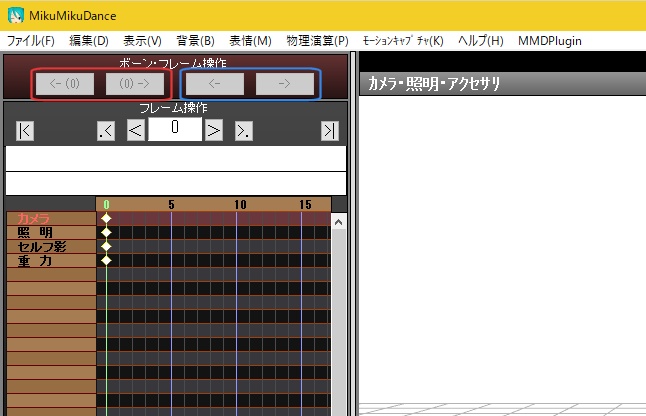 MikuMikuDance
ファイル(F) 編集(D) 表示(V) 背景(B) 表情(M) 物理演算(P) ﾓｰｼｮﾝｷｬﾌﾟﾁｬ(K) ヘルプ(H) MMDPlugin
ボーン・フレーム操作
<- (0) (0) -> <- ->
フレーム操作
|< .< < 0 > >. >|
0 5 10 15
カメラ
照 明
セルフ影
重 力
カメラ・照明・アクセサリ